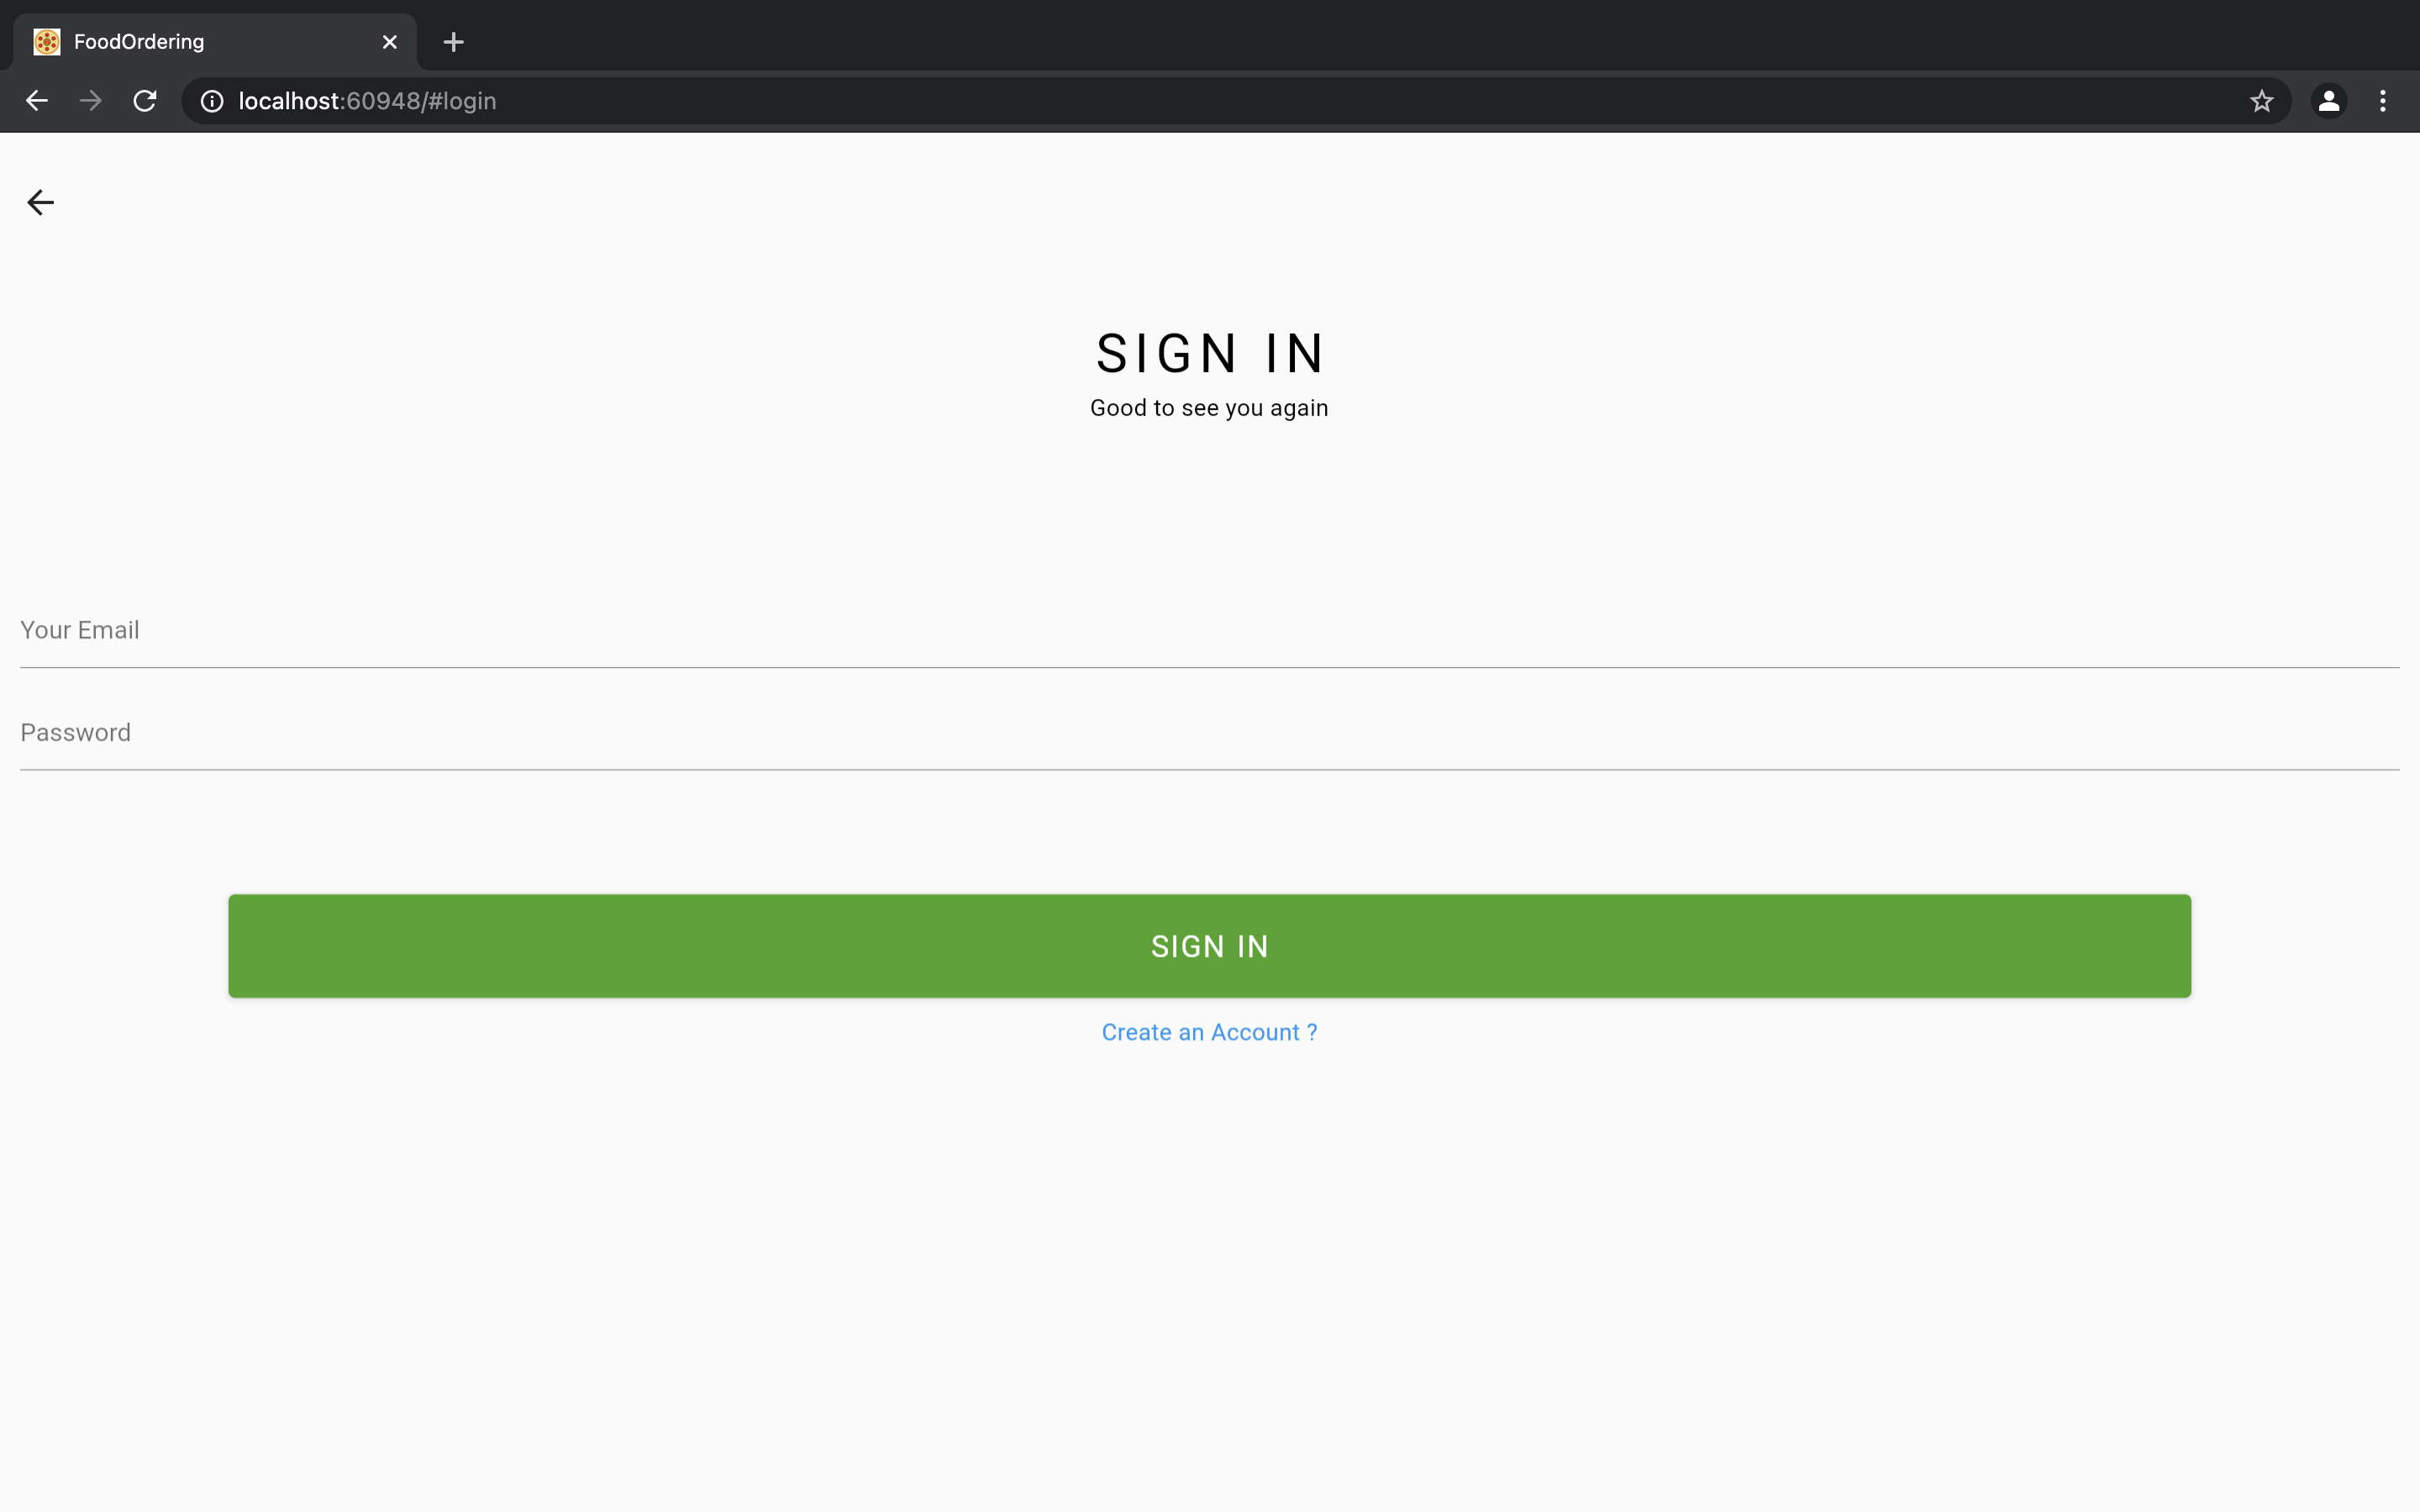 FoodOrdering
localhost:60948/#login
SIGN IN
Good to see you again
Your Email
Password
SIGN IN
Create an Account ?